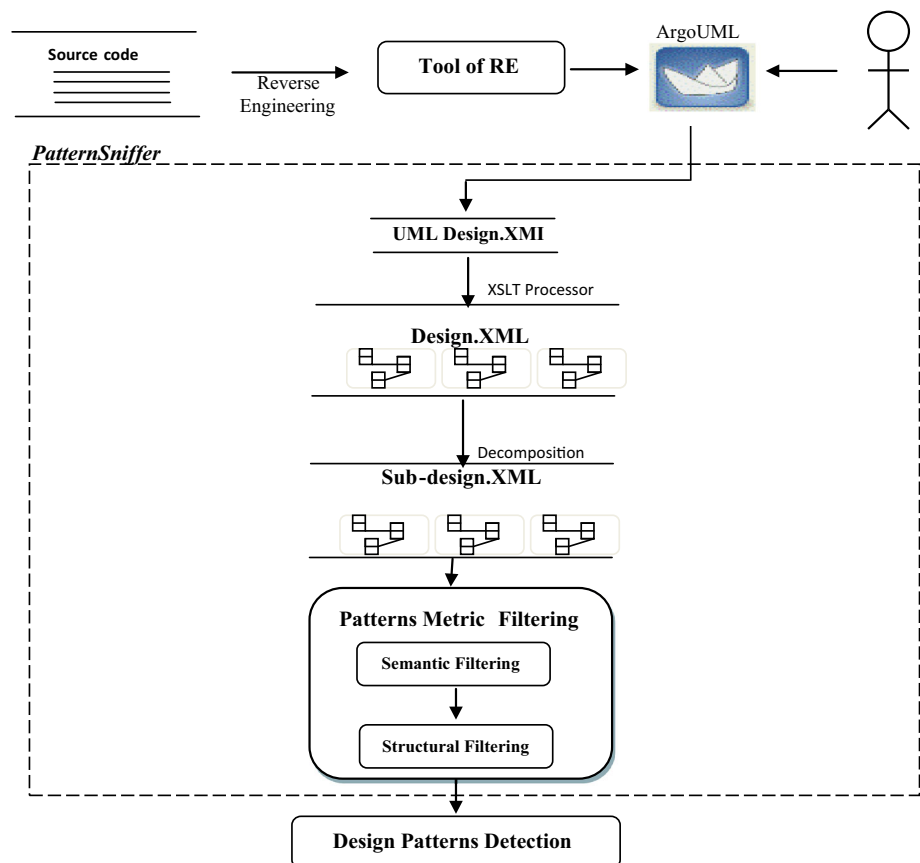 Source code
Reverse
Engineering
Tool of RE
ArgoUML
PatternSniffer
UML Design.XMI
XSLT Processor
Design.XML
Decomposition
Sub-design.XML
Patterns Metric Filtering
Semantic Filtering
Structural Filtering
Design Patterns Detection